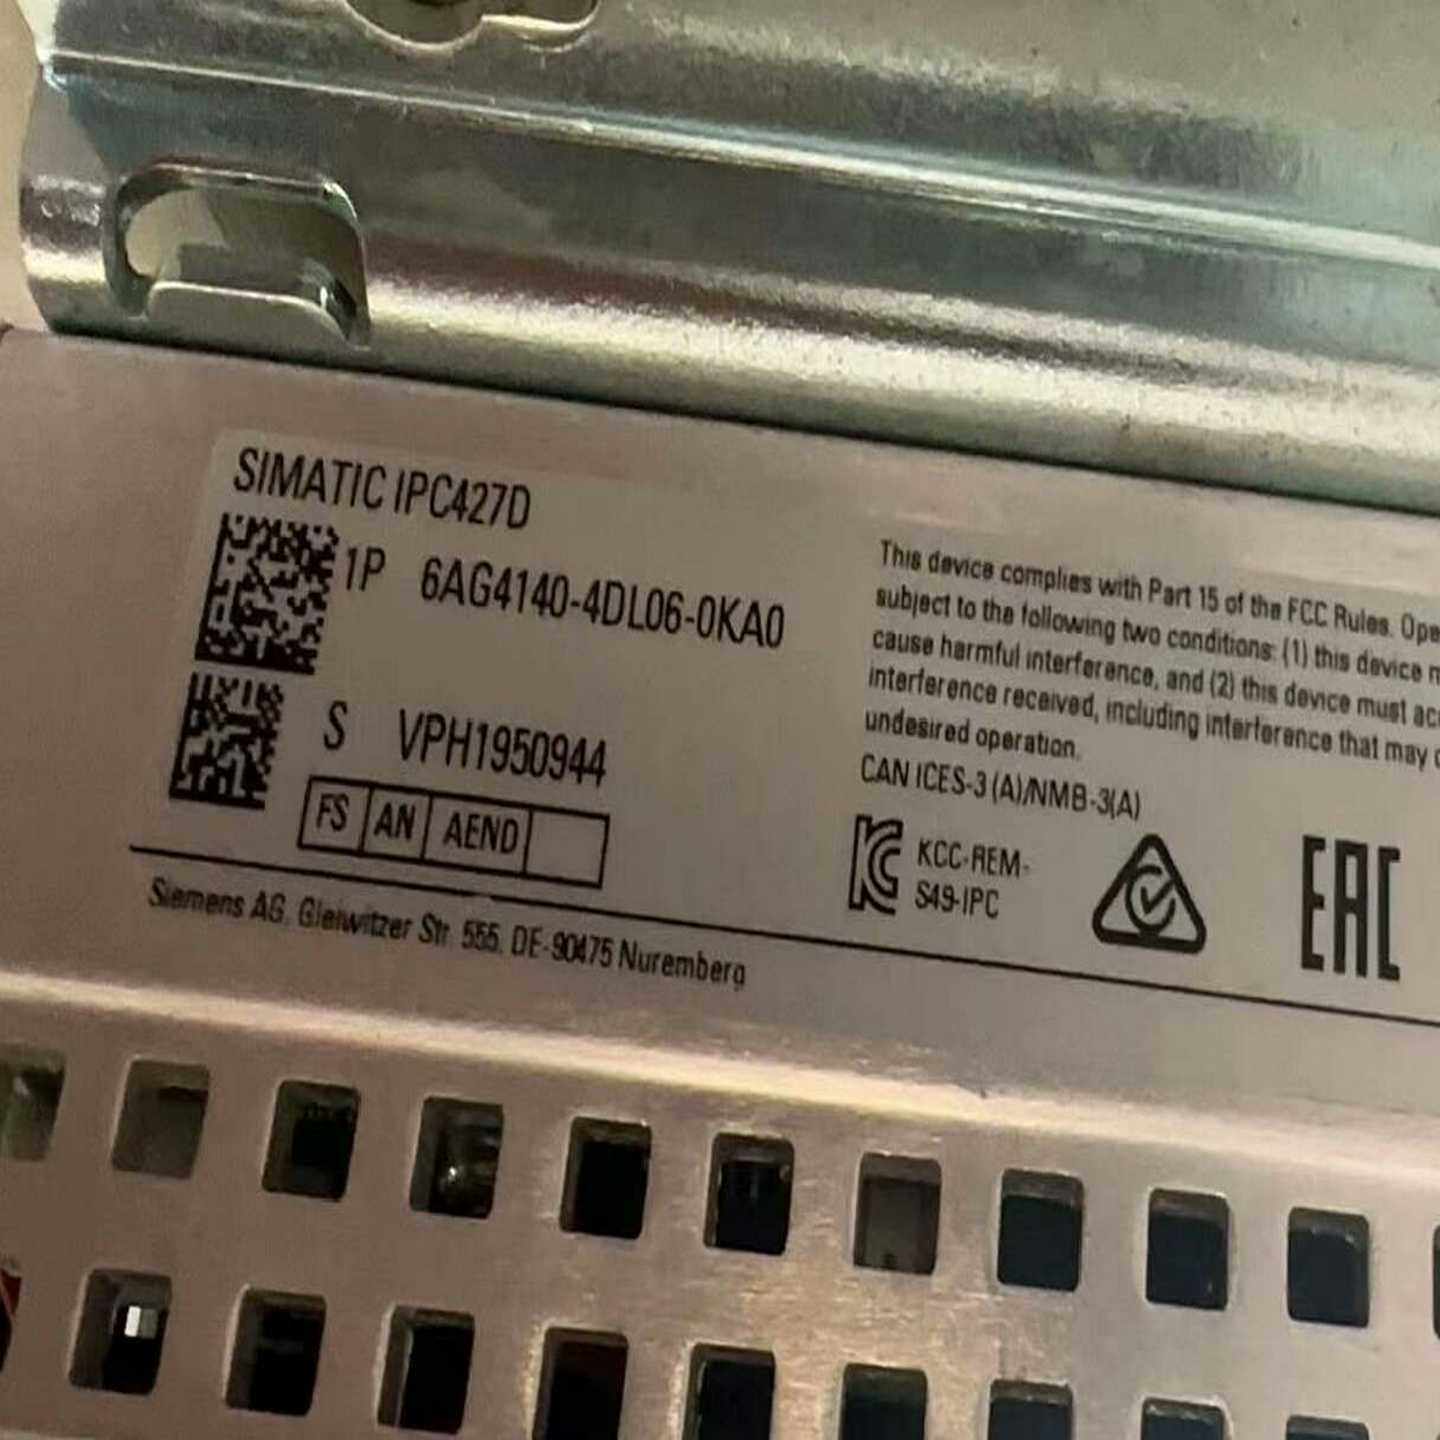 SIMATIC IPC427D
1P 6AG4140-4DL06-0KA0
S VPH1950944
FS AN AEND
Siemens AG, Gleiwitzer Str. 555, DE-90475 Nuremberg
This device complies with Part 15 of the FCC Rules. Ope
subject to the following two conditions: (1) this device m
cause harmful interference, and (2) this device must acc
interference received, including interference that may c
undesired operation.
CAN ICES-3 (A)/NMB-3(A)
KCC-REM-
S49-IPC
EAC